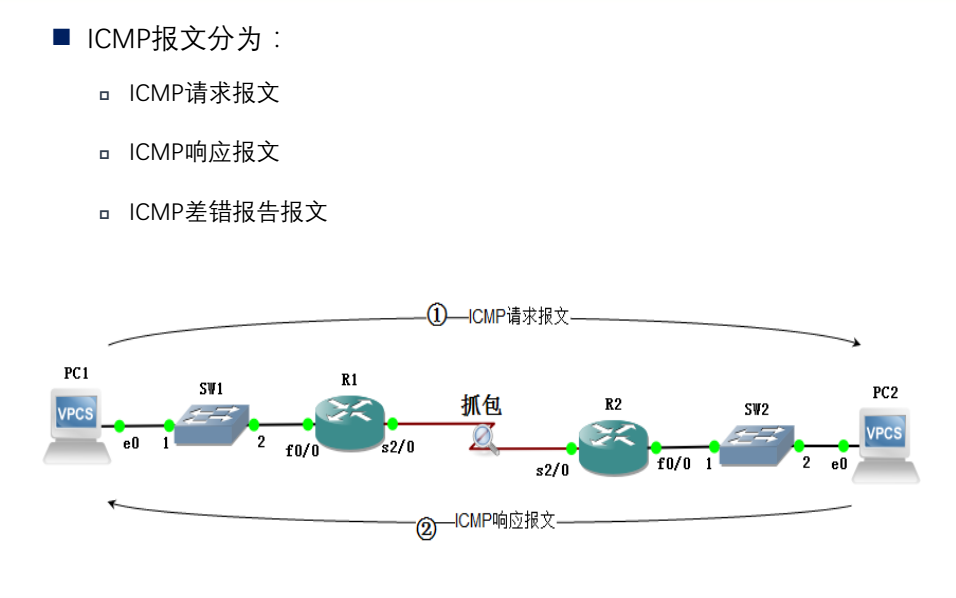 ICMP报文分为：
ICMP请求报文
ICMP响应报文
ICMP差错报告报文
①
ICMP请求报文
PC1
SW1
R1
抓包
R2
SW2
PC2
VPCS
VPCS
e0
1
2
f0/0
s2/0
s2/0
f0/0
1
2
e0
②
ICMP响应报文